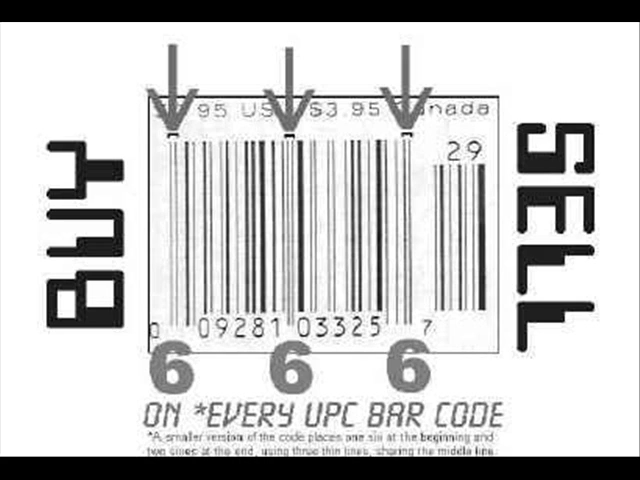 BUY
SELL
95 US $3.95 Canada
29
0 09281 03325 7
6 6 6
ON *EVERY UPC BAR CODE
*A smaller version of the code places one six at the beginning and
two sixes at the end, using three thin lines, sharing the middle line.